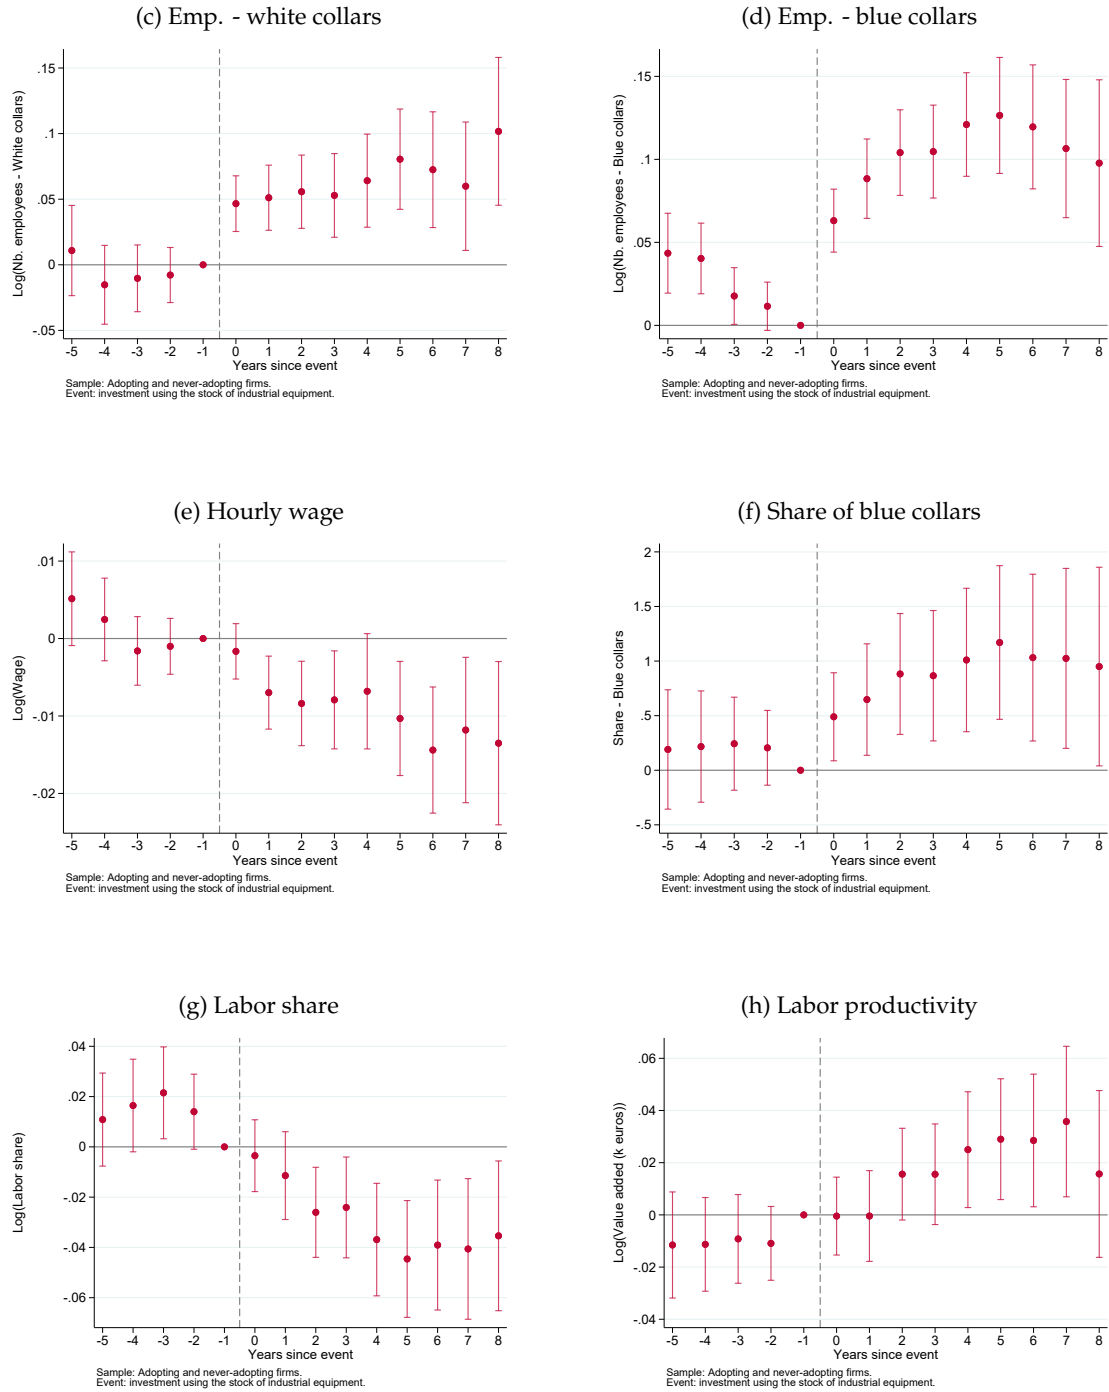 (c) Emp. - white collars
Log(Nb. employees - White collars)
.15
.1
.05
0
-.05
-5 -4 -3 -2 -1 0 1 2 3 4 5 6 7 8
Years since event
Sample: Adopting and never-adopting firms.
Event: investment using the stock of industrial equipment.
(d) Emp. - blue collars
Log(Nb. employees - Blue collars)
.15
.1
.05
0
-5 -4 -3 -2 -1 0 1 2 3 4 5 6 7 8
Years since event
Sample: Adopting and never-adopting firms.
Event: investment using the stock of industrial equipment.
(e) Hourly wage
Log(Wage)
.01
0
-.01
-.02
-5 -4 -3 -2 -1 0 1 2 3 4 5 6 7 8
Years since event
Sample: Adopting and never-adopting firms.
Event: investment using the stock of industrial equipment.
(f) Share of blue collars
Share - Blue collars
2
1.5
1
.5
0
-.5
-5 -4 -3 -2 -1 0 1 2 3 4 5 6 7 8
Years since event
Sample: Adopting and never-adopting firms.
Event: investment using the stock of industrial equipment.
(g) Labor share
Log(Labor share)
.04
.02
0
-.02
-.04
-.06
-5 -4 -3 -2 -1 0 1 2 3 4 5 6 7 8
Years since event
Sample: Adopting and never-adopting firms.
Event: investment using the stock of industrial equipment.
(h) Labor productivity
Log(Value added (k euros))
.06
.04
.02
0
-.02
-.04
-5 -4 -3 -2 -1 0 1 2 3 4 5 6 7 8
Years since event
Sample: Adopting and never-adopting firms.
Event: investment using the stock of industrial equipment.